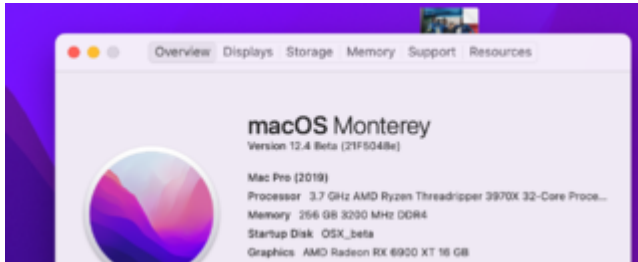 Overview Displays Storage Memory Support Resources
macOS Monterey
Version 12.4 Beta (21F5048e)
Mac Pro (2019)
Processor 3.7 GHz AMD Ryzen Threadripper 3970X 32-Core Proce...
Memory 256 GB 3200 MHz DDR4
Startup Disk OSX_beta
Graphics AMD Radeon RX 6900 XT 16 GB